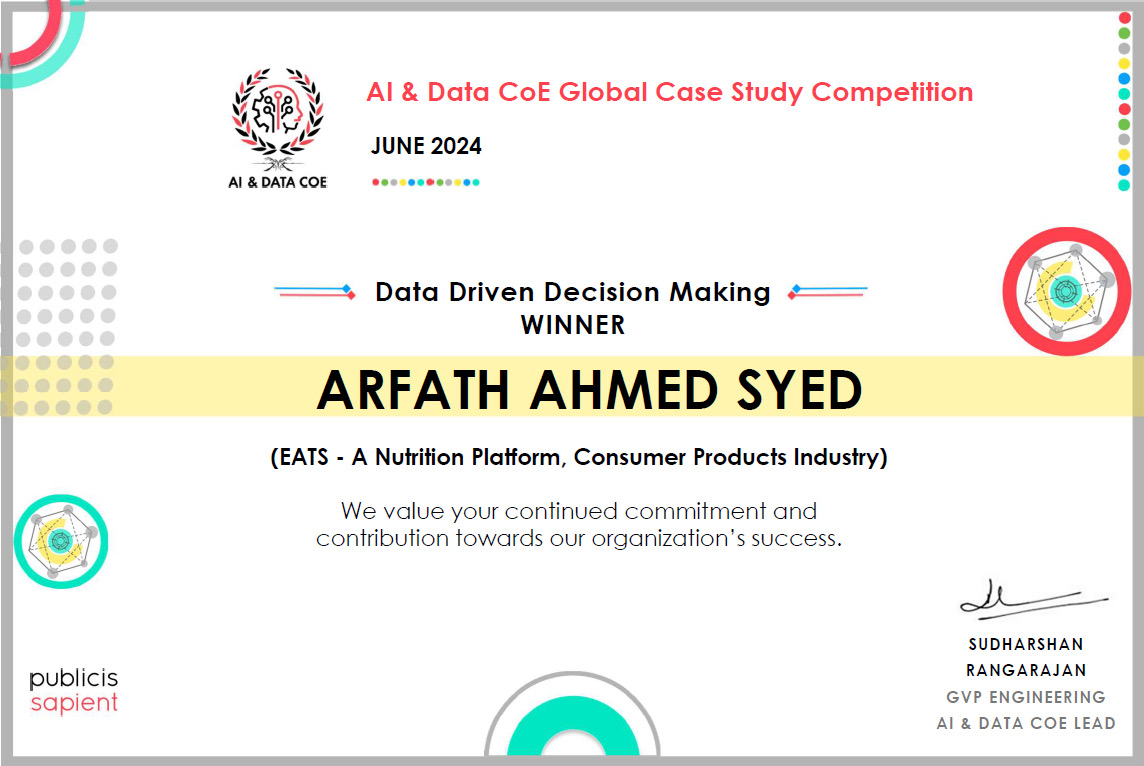 AI & Data CoE Global Case Study Competition
JUNE 2024
AI & DATA COE
Data Driven Decision Making
WINNER
ARFATH AHMED SYED
(EATS - A Nutrition Platform, Consumer Products Industry)
We value your continued commitment and
contribution towards our organization’s success.
SUDHARSHAN
RANGARAJAN
GVP ENGINEERING
AI & DATA COE LEAD
publicis
sapient